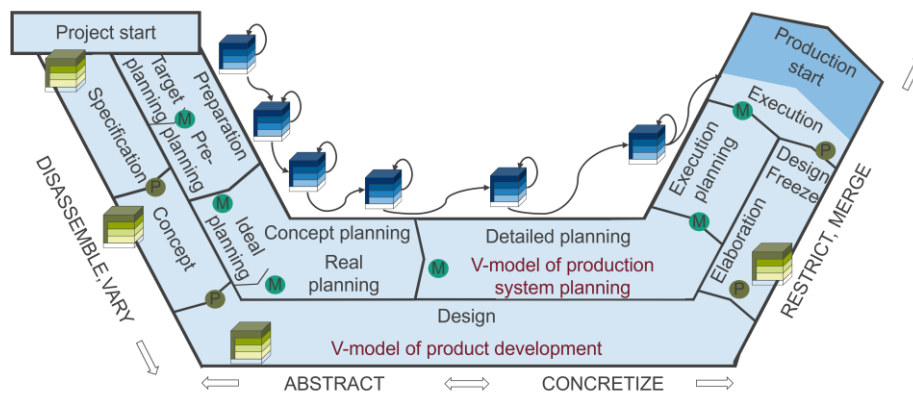 Project start
Production
start
Target
planning
Preparation
Pre-
planning
Specification
M
Execution
M
Execution
planning
Design
Freeze
P
P
M
M
Concept
Ideal
planning
Concept planning
Real
planning
M
P
M
Detailed planning
V-model of production
system planning
Elaboration
P
Design
V-model of product development
DISASSEMBLE, VARY
RESTRICT, MERGE
ABSTRACT
CONCRETIZE